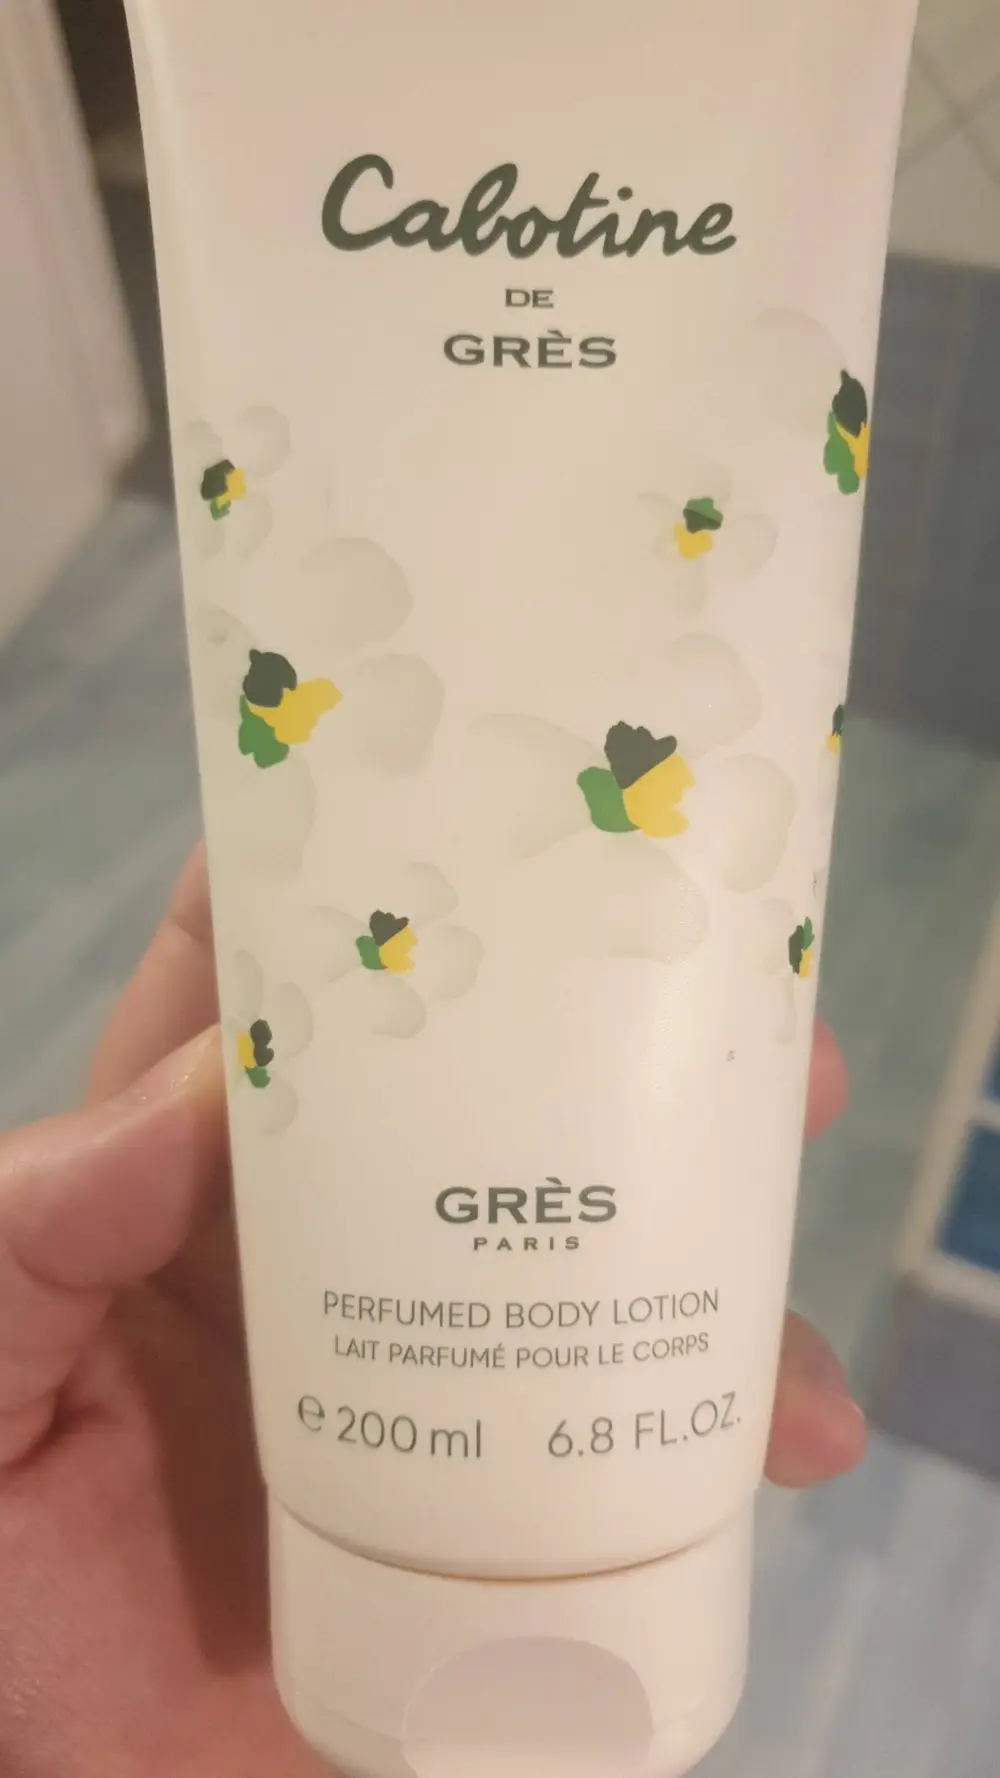 Cabotine
DE
GRÈS
GRÈS
PARIS
PERFUMED BODY LOTION
LAIT PARFUMÉ POUR LE CORPS
℮ 200 ml 6.8 FL.OZ.